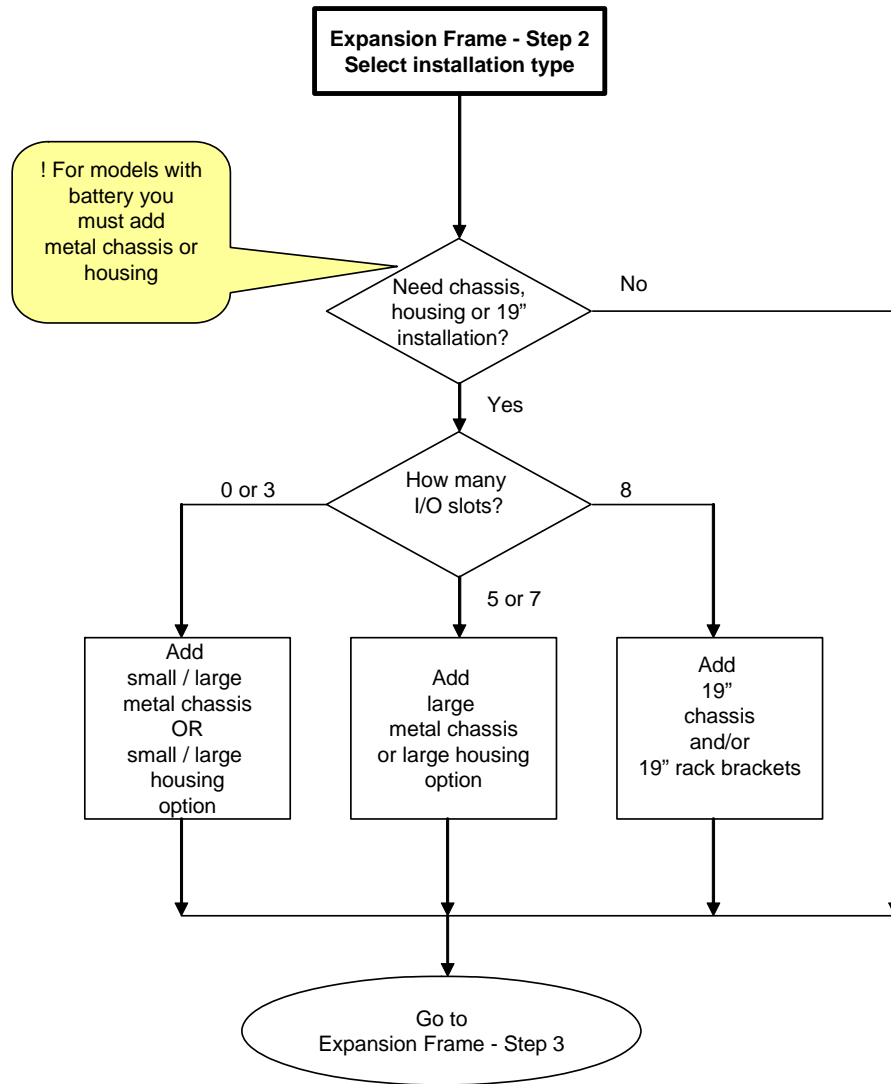 Expansion Frame - Step 2
Select installation type
! For models with
battery you
must add
metal chassis or
housing
Need chassis,
housing or 19”
installation?
No
Yes
How many
I/O slots?
0 or 3
8
5 or 7
Add
small / large
metal chassis
OR
small / large
housing
option
Add
large
metal chassis
or large housing
option
Add
19”
chassis
and/or
19” rack brackets
Go to
Expansion Frame - Step 3